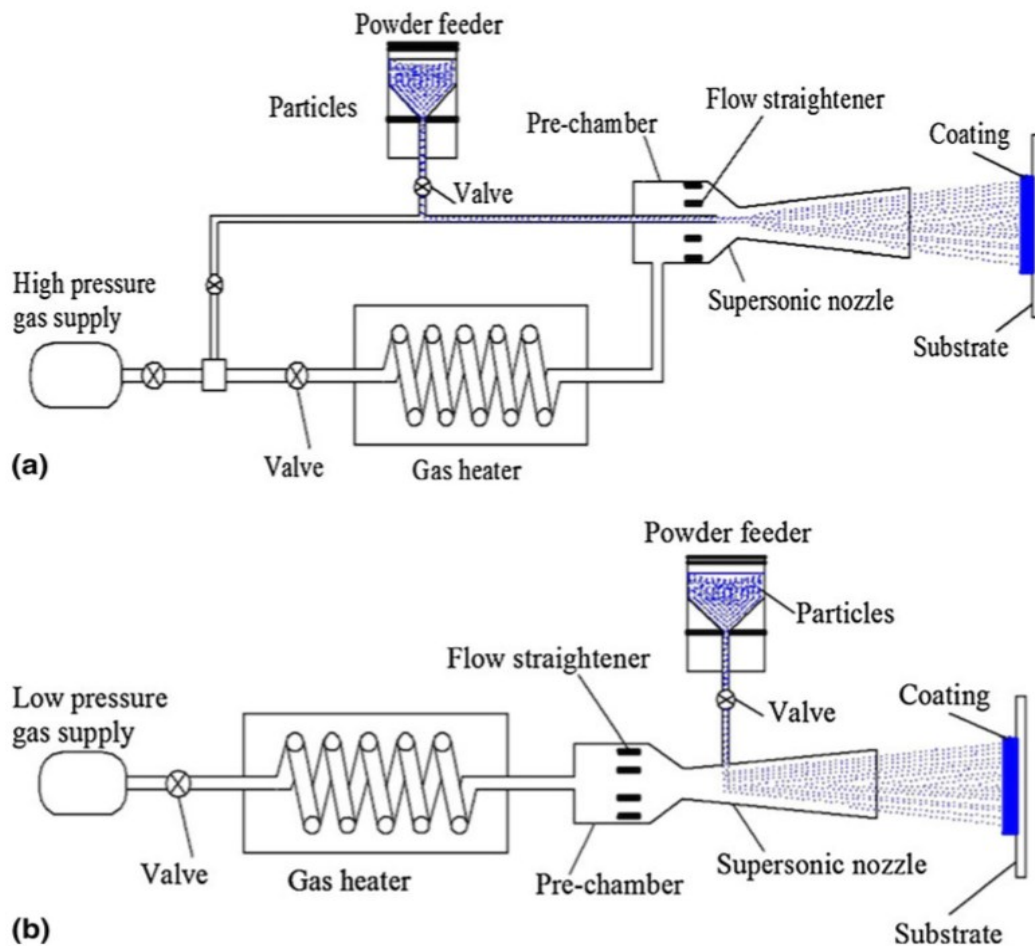 Powder feeder
Particles
Valve
Pre-chamber
Flow straightener
Coating
High pressure
gas supply
Supersonic nozzle
Substrate
Valve
Gas heater
(a)
Powder feeder
Particles
Flow straightener
Valve
Coating
Low pressure
gas supply
Valve
Gas heater
Pre-chamber
Supersonic nozzle
Substrate
(b)